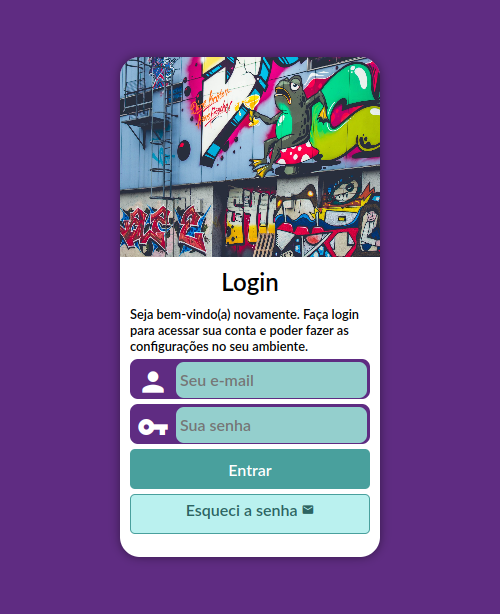 Login
Seja bem-vindo(a) novamente. Faça login
para acessar sua conta e poder fazer as
configurações no seu ambiente.
Seu e-mail
Sua senha
Entrar
Esqueci a senha